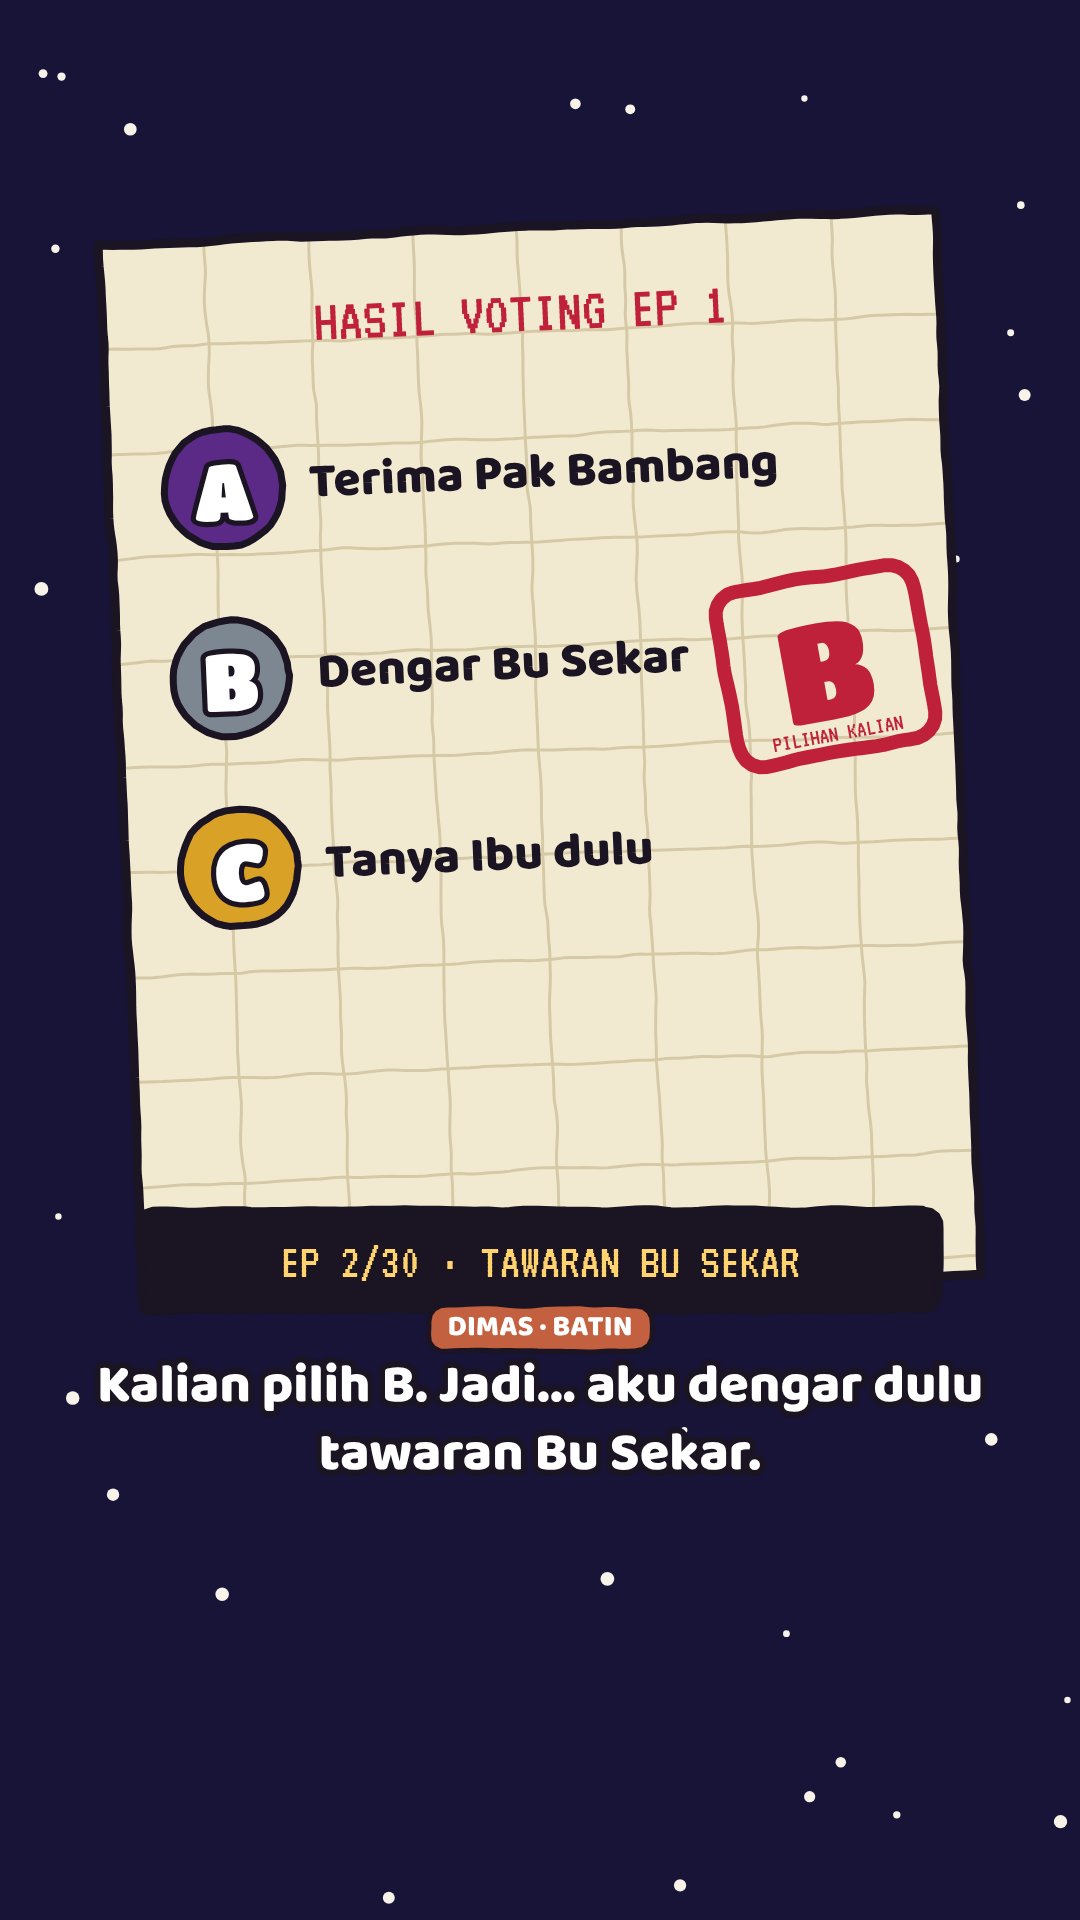 HASIL VOTING EP 1
A Terima Pak Bambang
B Dengar Bu Sekar
B
PILIHAN KALIAN
C Tanya Ibu dulu
EP 2/30 · TAWARAN BU SEKAR
DIMAS · BATIN
Kalian pilih B. Jadi... aku dengar dulu
tawaran Bu Sekar.